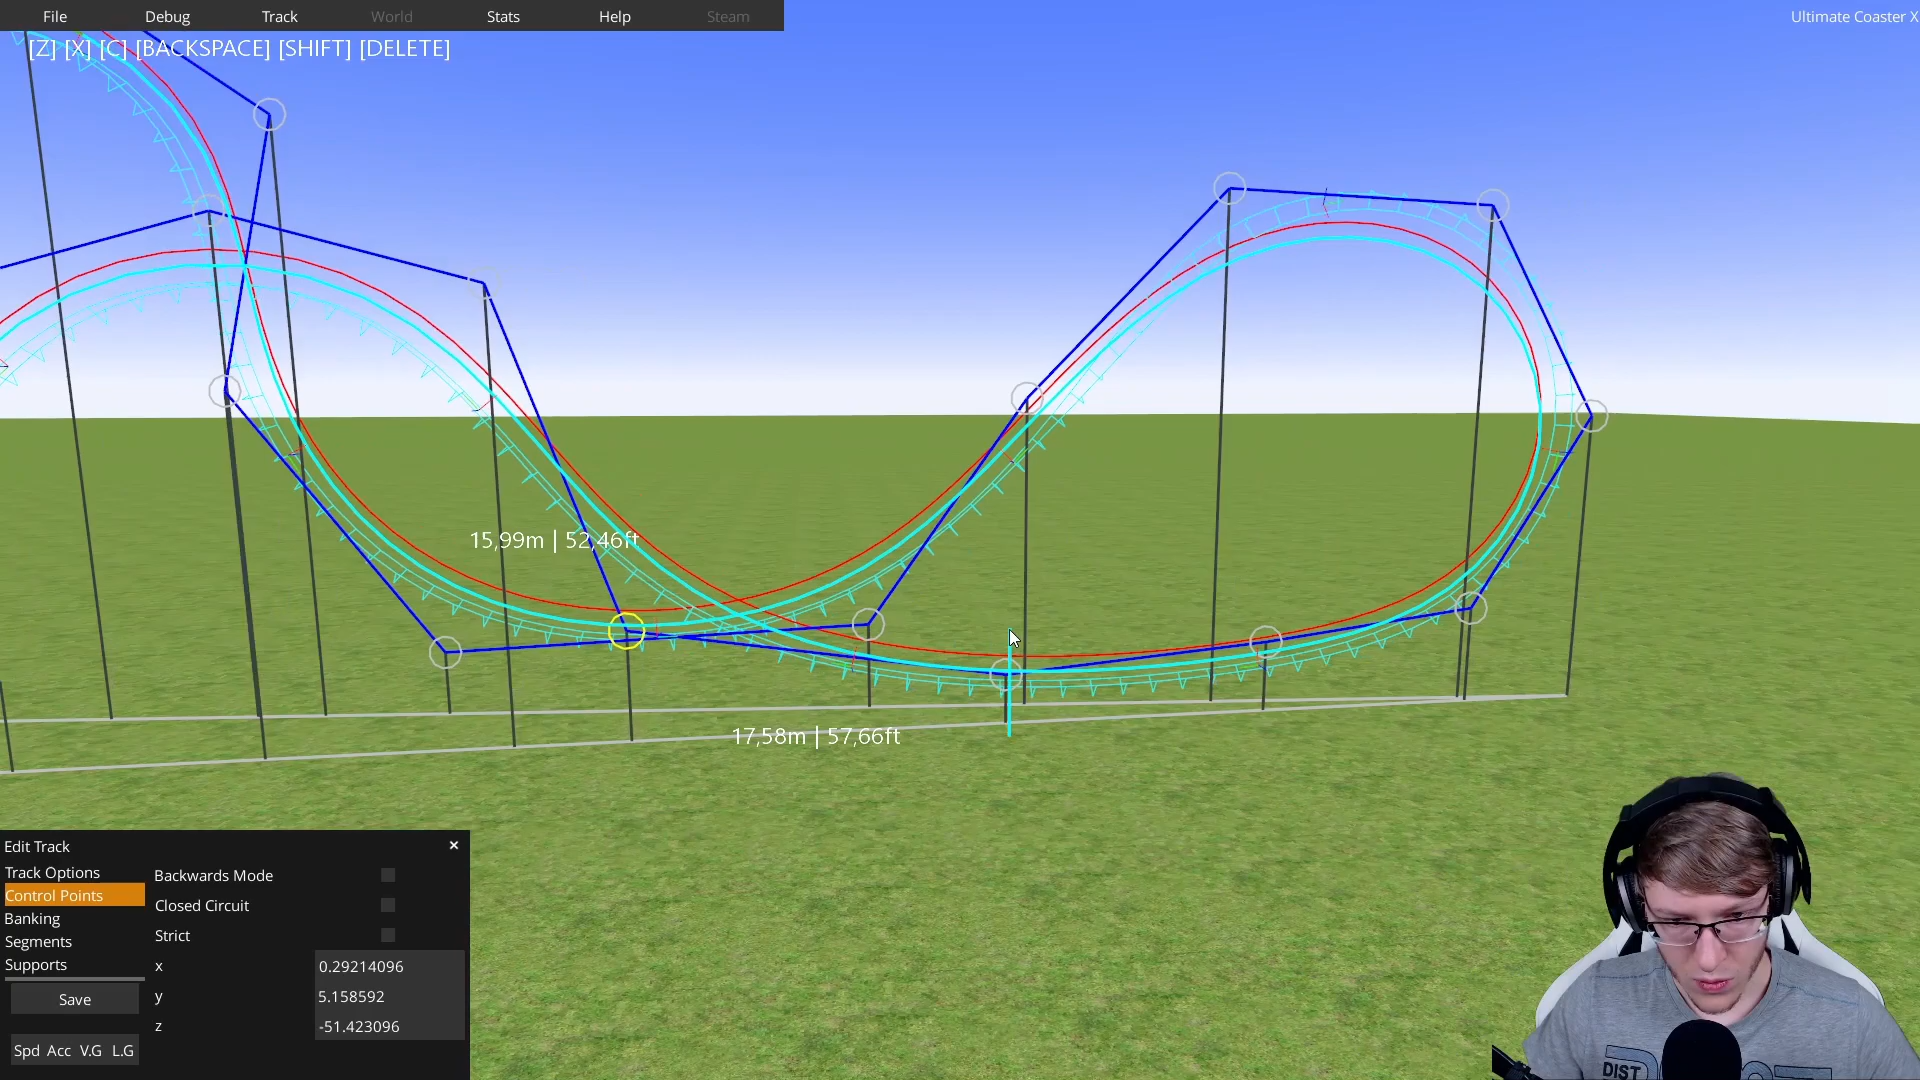 File Debug Track World Stats Help Steam
Ultimate Coaster X
[Z] [X] [C] [BACKSPACE] [SHIFT] [DELETE]
15,99m | 52,46ft
17,58m | 57,66ft
Edit Track ×
Track Options
Control Points
Banking
Segments
Supports
Save
Spd Acc V.G L.G
Backwards Mode
Closed Circuit
Strict
x 0.29214096
y 5.158592
z -51.423096
DIST